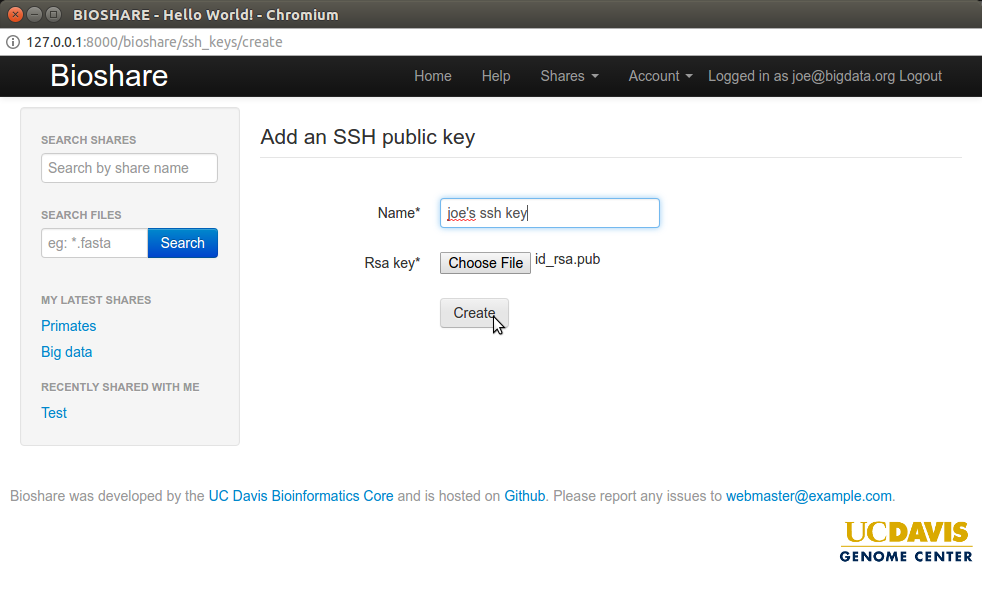 BIOSHARE - Hello World! - Chromium
127.0.0.1:8000/bioshare/ssh_keys/create
Bioshare Home Help Shares Account Logged in as joe@bigdata.org Logout
SEARCH SHARES
Search by share name
SEARCH FILES
eg: *.fasta Search
MY LATEST SHARES
Primates
Big data
RECENTLY SHARED WITH ME
Test
Add an SSH public key
Name* joe's ssh key
Rsa key* Choose File id_rsa.pub
Create
Bioshare was developed by the UC Davis Bioinformatics Core and is hosted on Github. Please report any issues to webmaster@example.com.
UCDAVIS
GENOME CENTER